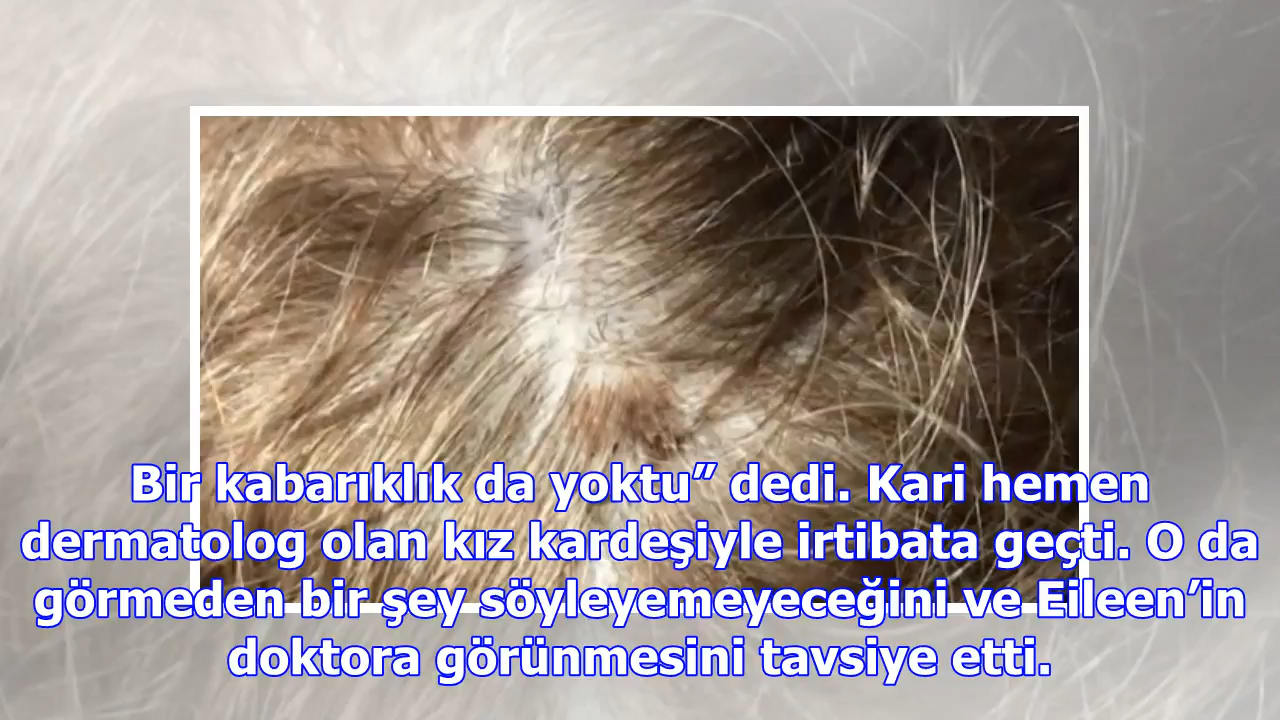 Bir kabarıklık da yoktu” dedi. Kari hemen
dermatolog olan kız kardeşiyle irtibata geçti. O da
görmeden bir şey söyleyemeyeceğini ve Eileen’in
doktora görünmesini tavsiye etti.